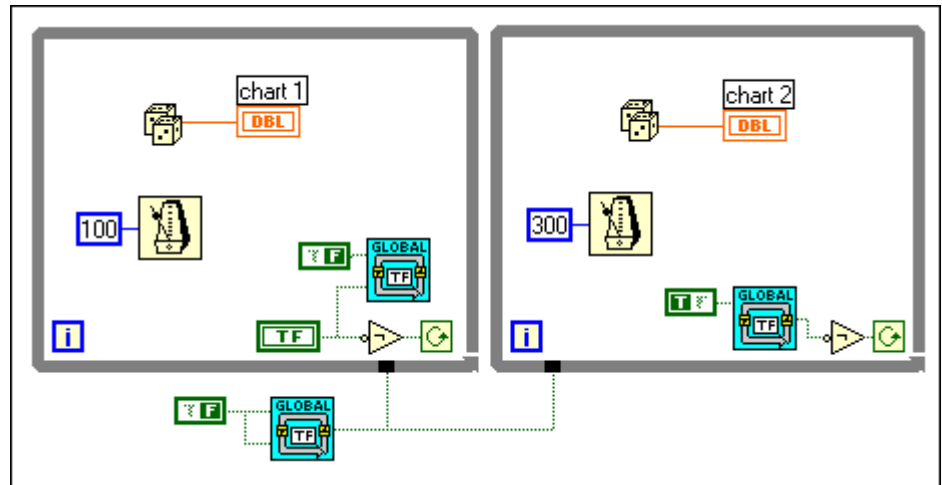 chart 1
DBL
100
F
GLOBAL
TF
TF
i
chart 2
DBL
300
T
GLOBAL
TF
i
F
GLOBAL
TF